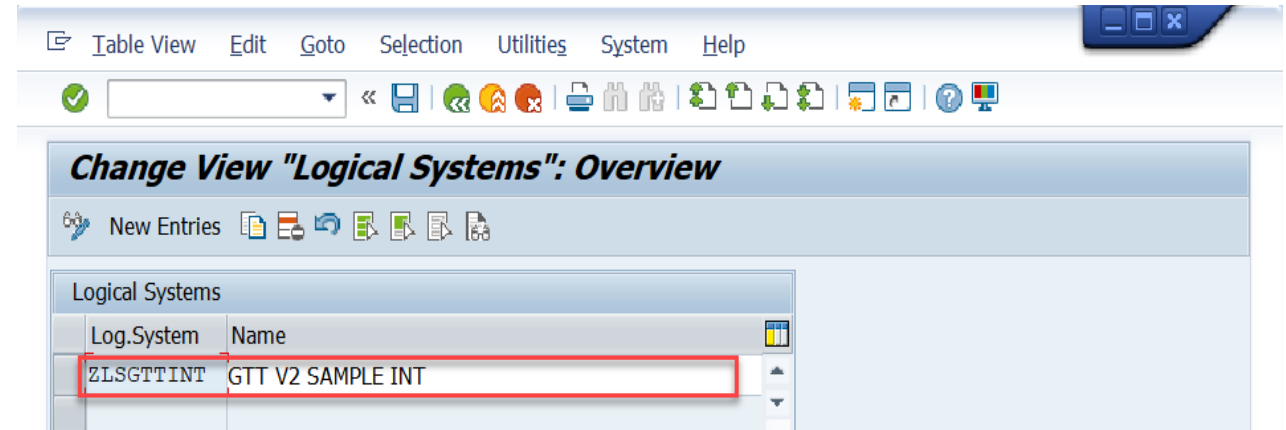 Table View Edit Goto Selection Utilities System Help
Change View "Logical Systems": Overview
New Entries
Logical Systems
Log.System Name
ZLSGTTINT GTT V2 SAMPLE INT